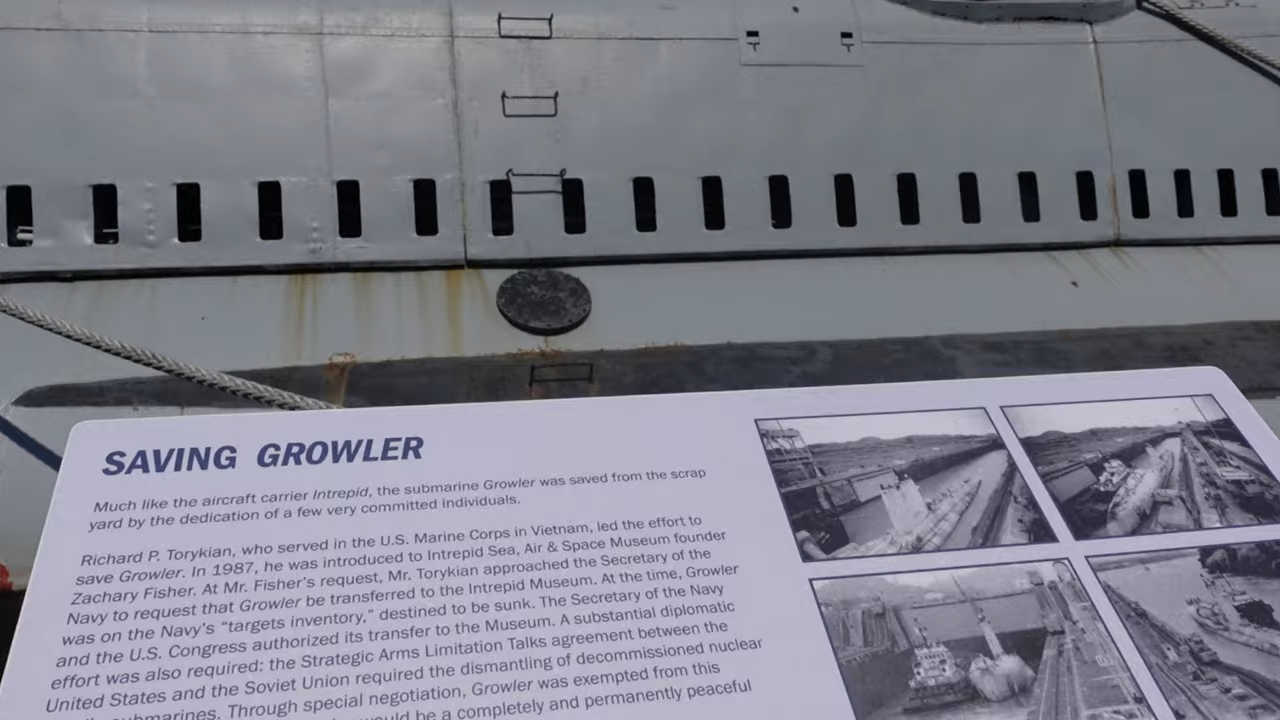 SAVING GROWLER
Much like the aircraft carrier Intrepid, the submarine Growler was saved from the scrap
yard by the dedication of a few very committed individuals.
Richard P. Torykian, who served in the U.S. Marine Corps in Vietnam, led the effort to
save Growler. In 1987, he was introduced to Intrepid Sea, Air & Space Museum founder
Zachary Fisher. At Mr. Fisher's request, Mr. Torykian approached the Secretary of the
Navy to request that Growler be transferred to the Intrepid Museum. At the time, Growler
was on the Navy's "targets inventory," destined to be sunk. The Secretary of the Navy
and the U.S. Congress authorized its transfer to the Museum. A substantial diplomatic
effort was also required: the Strategic Arms Limitation Talks agreement between the
United States and the Soviet Union required the dismantling of decommissioned nuclear
submarines. Through special negotiation, Growler was exempted from this
would be a completely and permanently peaceful